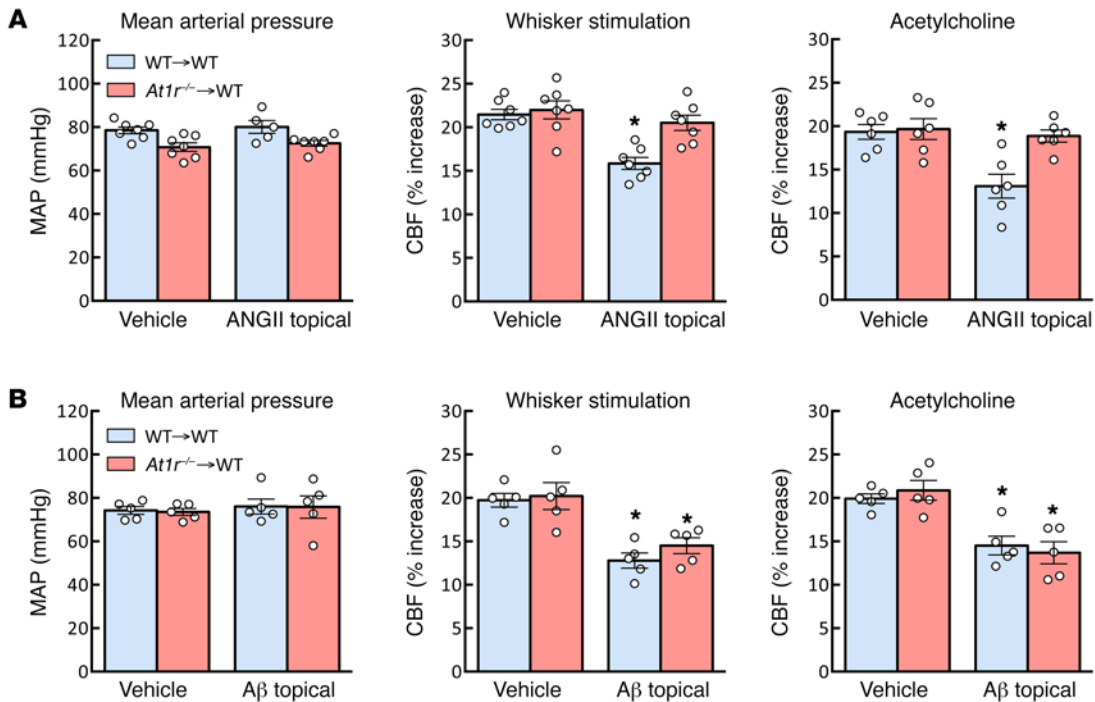 A
Mean arterial pressure
MAP (mmHg)
120
100
80
60
40
20
0
WT→WT
At1r–/–→WT
Vehicle
ANGII topical
Whisker stimulation
CBF (% increase)
30
25
20
15
10
5
0
*
Vehicle
ANGII topical
Acetylcholine
CBF (% increase)
30
25
20
15
10
5
0
*
Vehicle
ANGII topical
B
Mean arterial pressure
MAP (mmHg)
120
100
80
60
40
20
0
WT→WT
At1r–/–→WT
Vehicle
Aβ topical
Whisker stimulation
CBF (% increase)
30
25
20
15
10
5
0
* *
Vehicle
Aβ topical
Acetylcholine
CBF (% increase)
30
25
20
15
10
5
0
*
*
Vehicle
Aβ topical